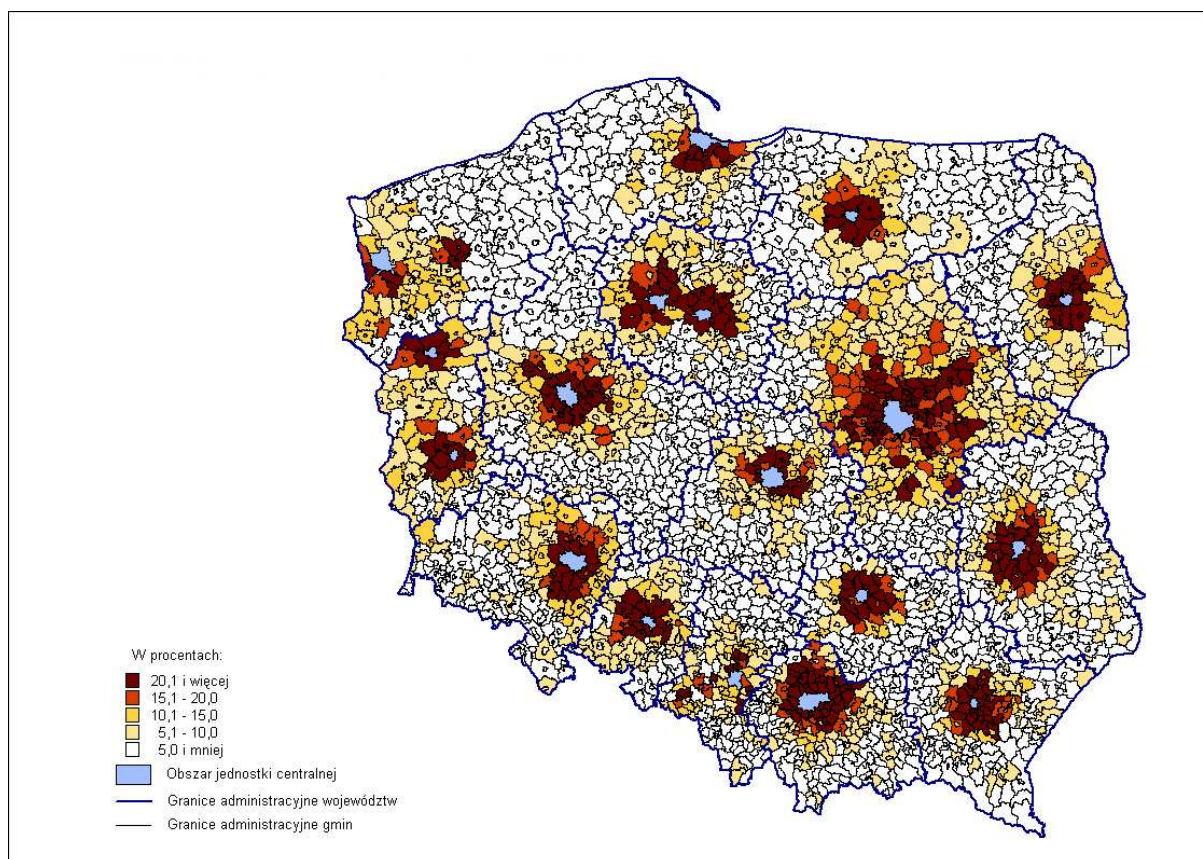 W procentach:
20,1 i więcej
15,1 - 20,0
10,1 - 15,0
5,1 - 10,0
5,0 i mniej
Obszar jednostki centralnej
Granice administracyjne województw
Granice administracyjne gmin